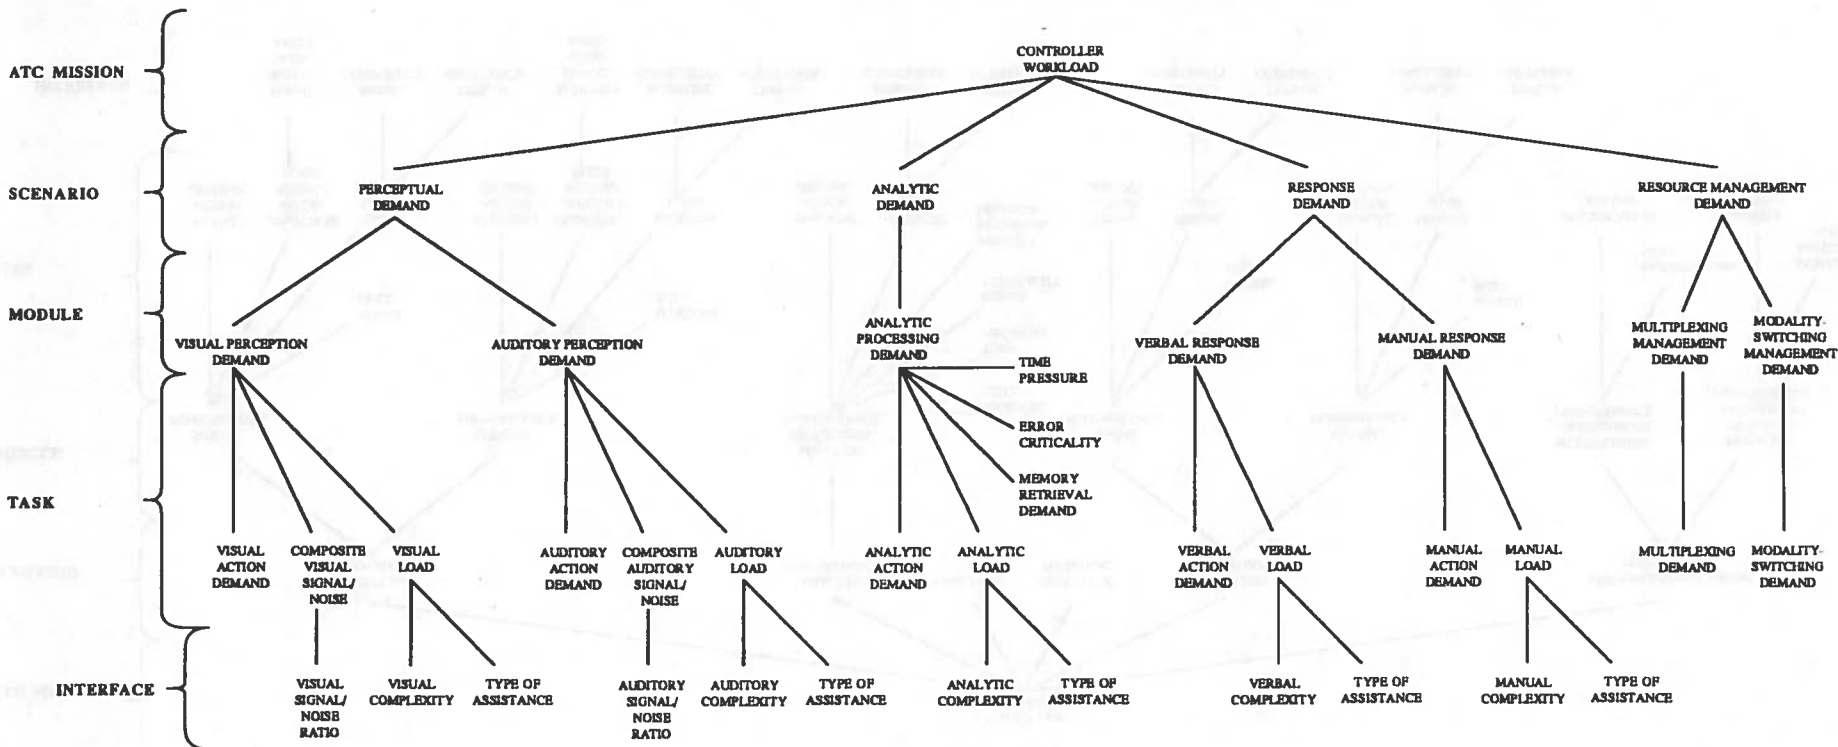 ATC MISSION
CONTROLLER
WORKLOAD
SCENARIO
PERCEPTUAL
DEMAND
ANALYTIC
DEMAND
RESPONSE
DEMAND
RESOURCE MANAGEMENT
DEMAND
MODULE
VISUAL PERCEPTION
DEMAND
AUDITORY PERCEPTION
DEMAND
ANALYTIC
PROCESSING
DEMAND
VERBAL RESPONSE
DEMAND
MANUAL RESPONSE
DEMAND
MULTIPLEXING
MANAGEMENT
DEMAND
MODALITY-
SWITCHING
MANAGEMENT
DEMAND
TASK
TIME
PRESSURE
ERROR
CRITICALITY
MEMORY
RETRIEVAL
DEMAND
VISUAL
ACTION
DEMAND
COMPOSITE
VISUAL
SIGNAL/
NOISE
VISUAL
LOAD
AUDITORY
ACTION
DEMAND
COMPOSITE
AUDITORY
SIGNAL/
NOISE
AUDITORY
LOAD
ANALYTIC
ACTION
DEMAND
ANALYTIC
LOAD
VERBAL
ACTION
DEMAND
VERBAL
LOAD
MANUAL
ACTION
DEMAND
MANUAL
LOAD
MULTIPLEXING
DEMAND
MODALITY-
SWITCHING
DEMAND
INTERFACE
VISUAL
SIGNAL/
NOISE
RATIO
VISUAL
COMPLEXITY
TYPE OF
ASSISTANCE
AUDITORY
SIGNAL/
NOISE
RATIO
AUDITORY
COMPLEXITY
TYPE OF
ASSISTANCE
ANALYTIC
COMPLEXITY
TYPE OF
ASSISTANCE
VERBAL
COMPLEXITY
TYPE OF
ASSISTANCE
MANUAL
COMPLEXITY
TYPE OF
ASSISTANCE